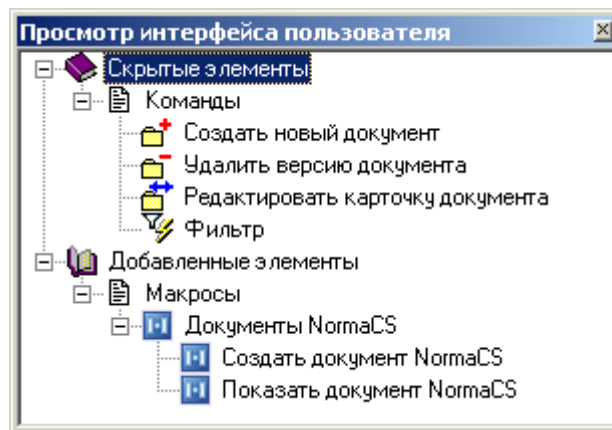 Просмотр интерфейса пользователя
Скрытые элементы
Команды
Создать новый документ
Удалить версию документа
Редактировать карточку документа
Фильтр
Добавленные элементы
Макросы
Документы NormaCS
Создать документ NormaCS
Показать документ NormaCS